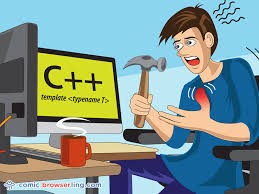 C++
template <typename T>
comic.browserling.com